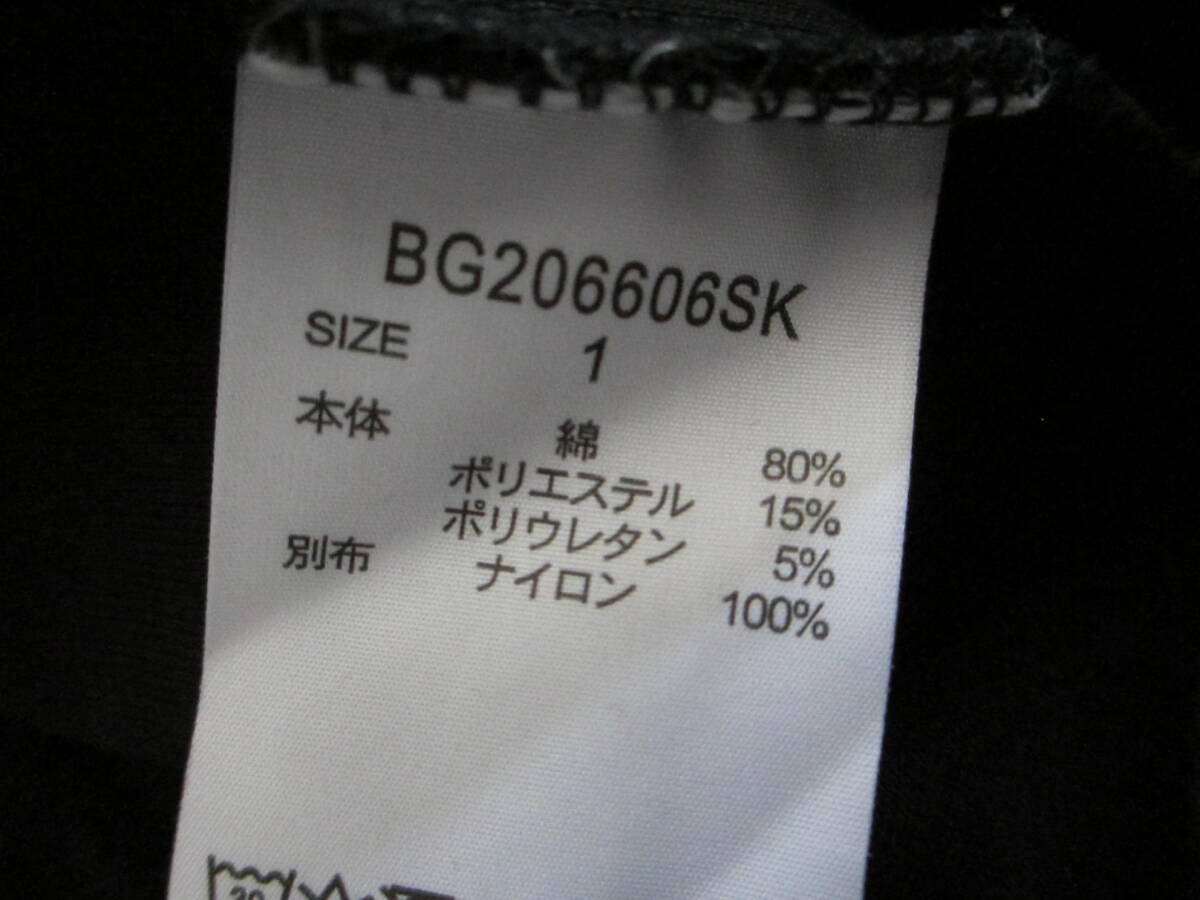 BG206606SK
SIZE 1
本体 綿 80%
ポリエステル 15%
ポリウレタン 5%
別布 ナイロン 100%